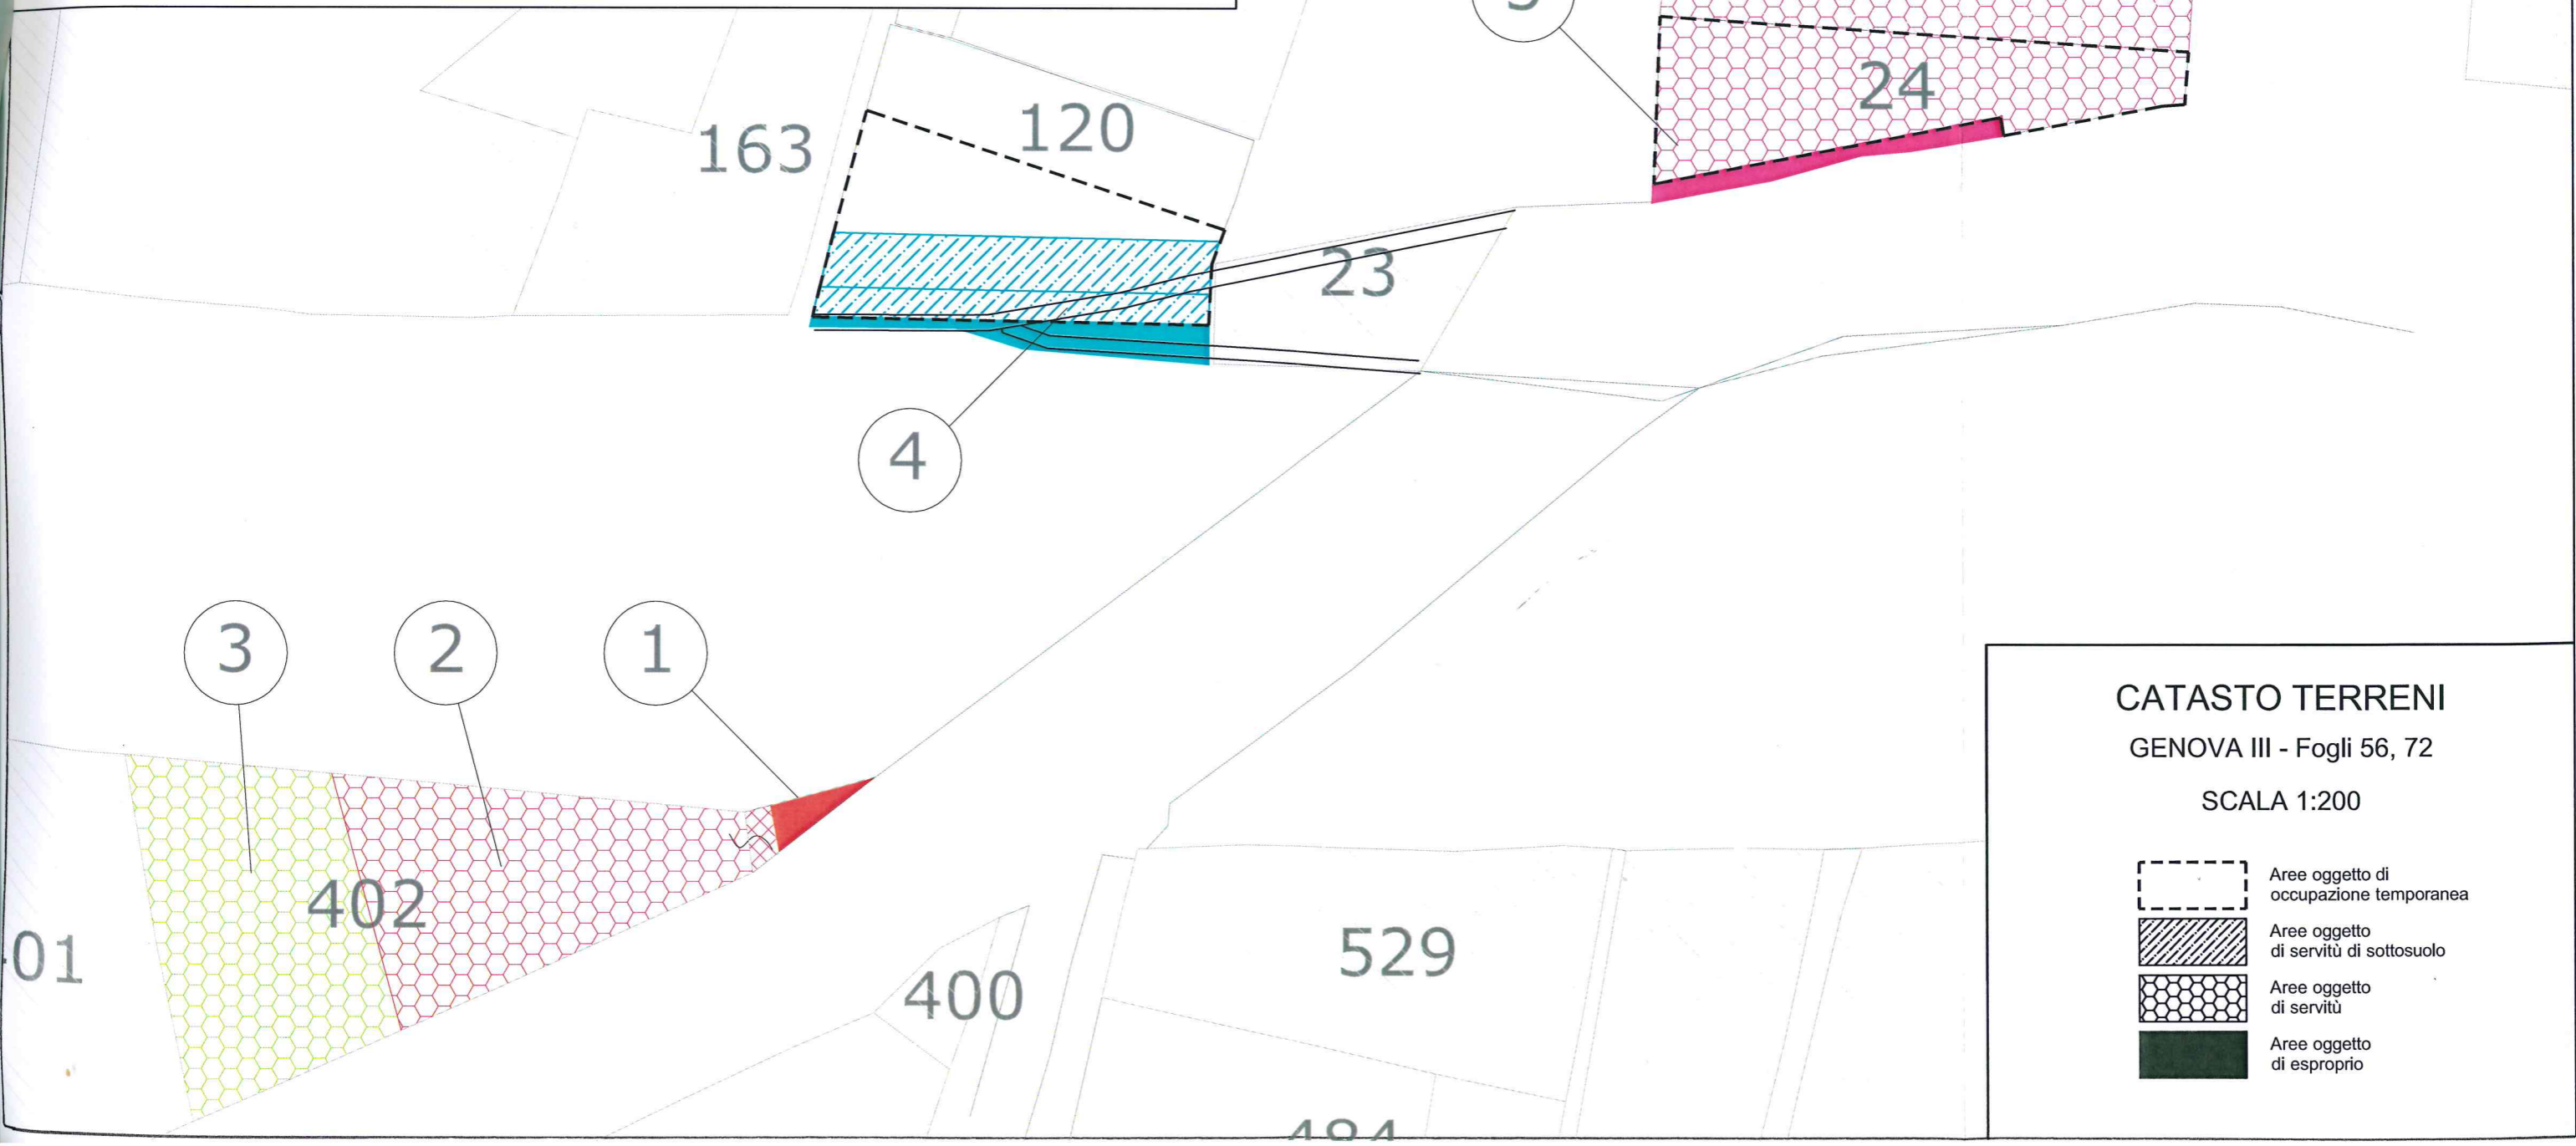 24
120
163
23
4
3
2
1
402
01
400
529
CATASTO TERRENI
GENOVA III - Fogli 56, 72
SCALA 1:200
Aree oggetto di
occupazione temporanea
Aree oggetto
di servitù di sottosuolo
Aree oggetto
di servitù
Aree oggetto
di esproprio